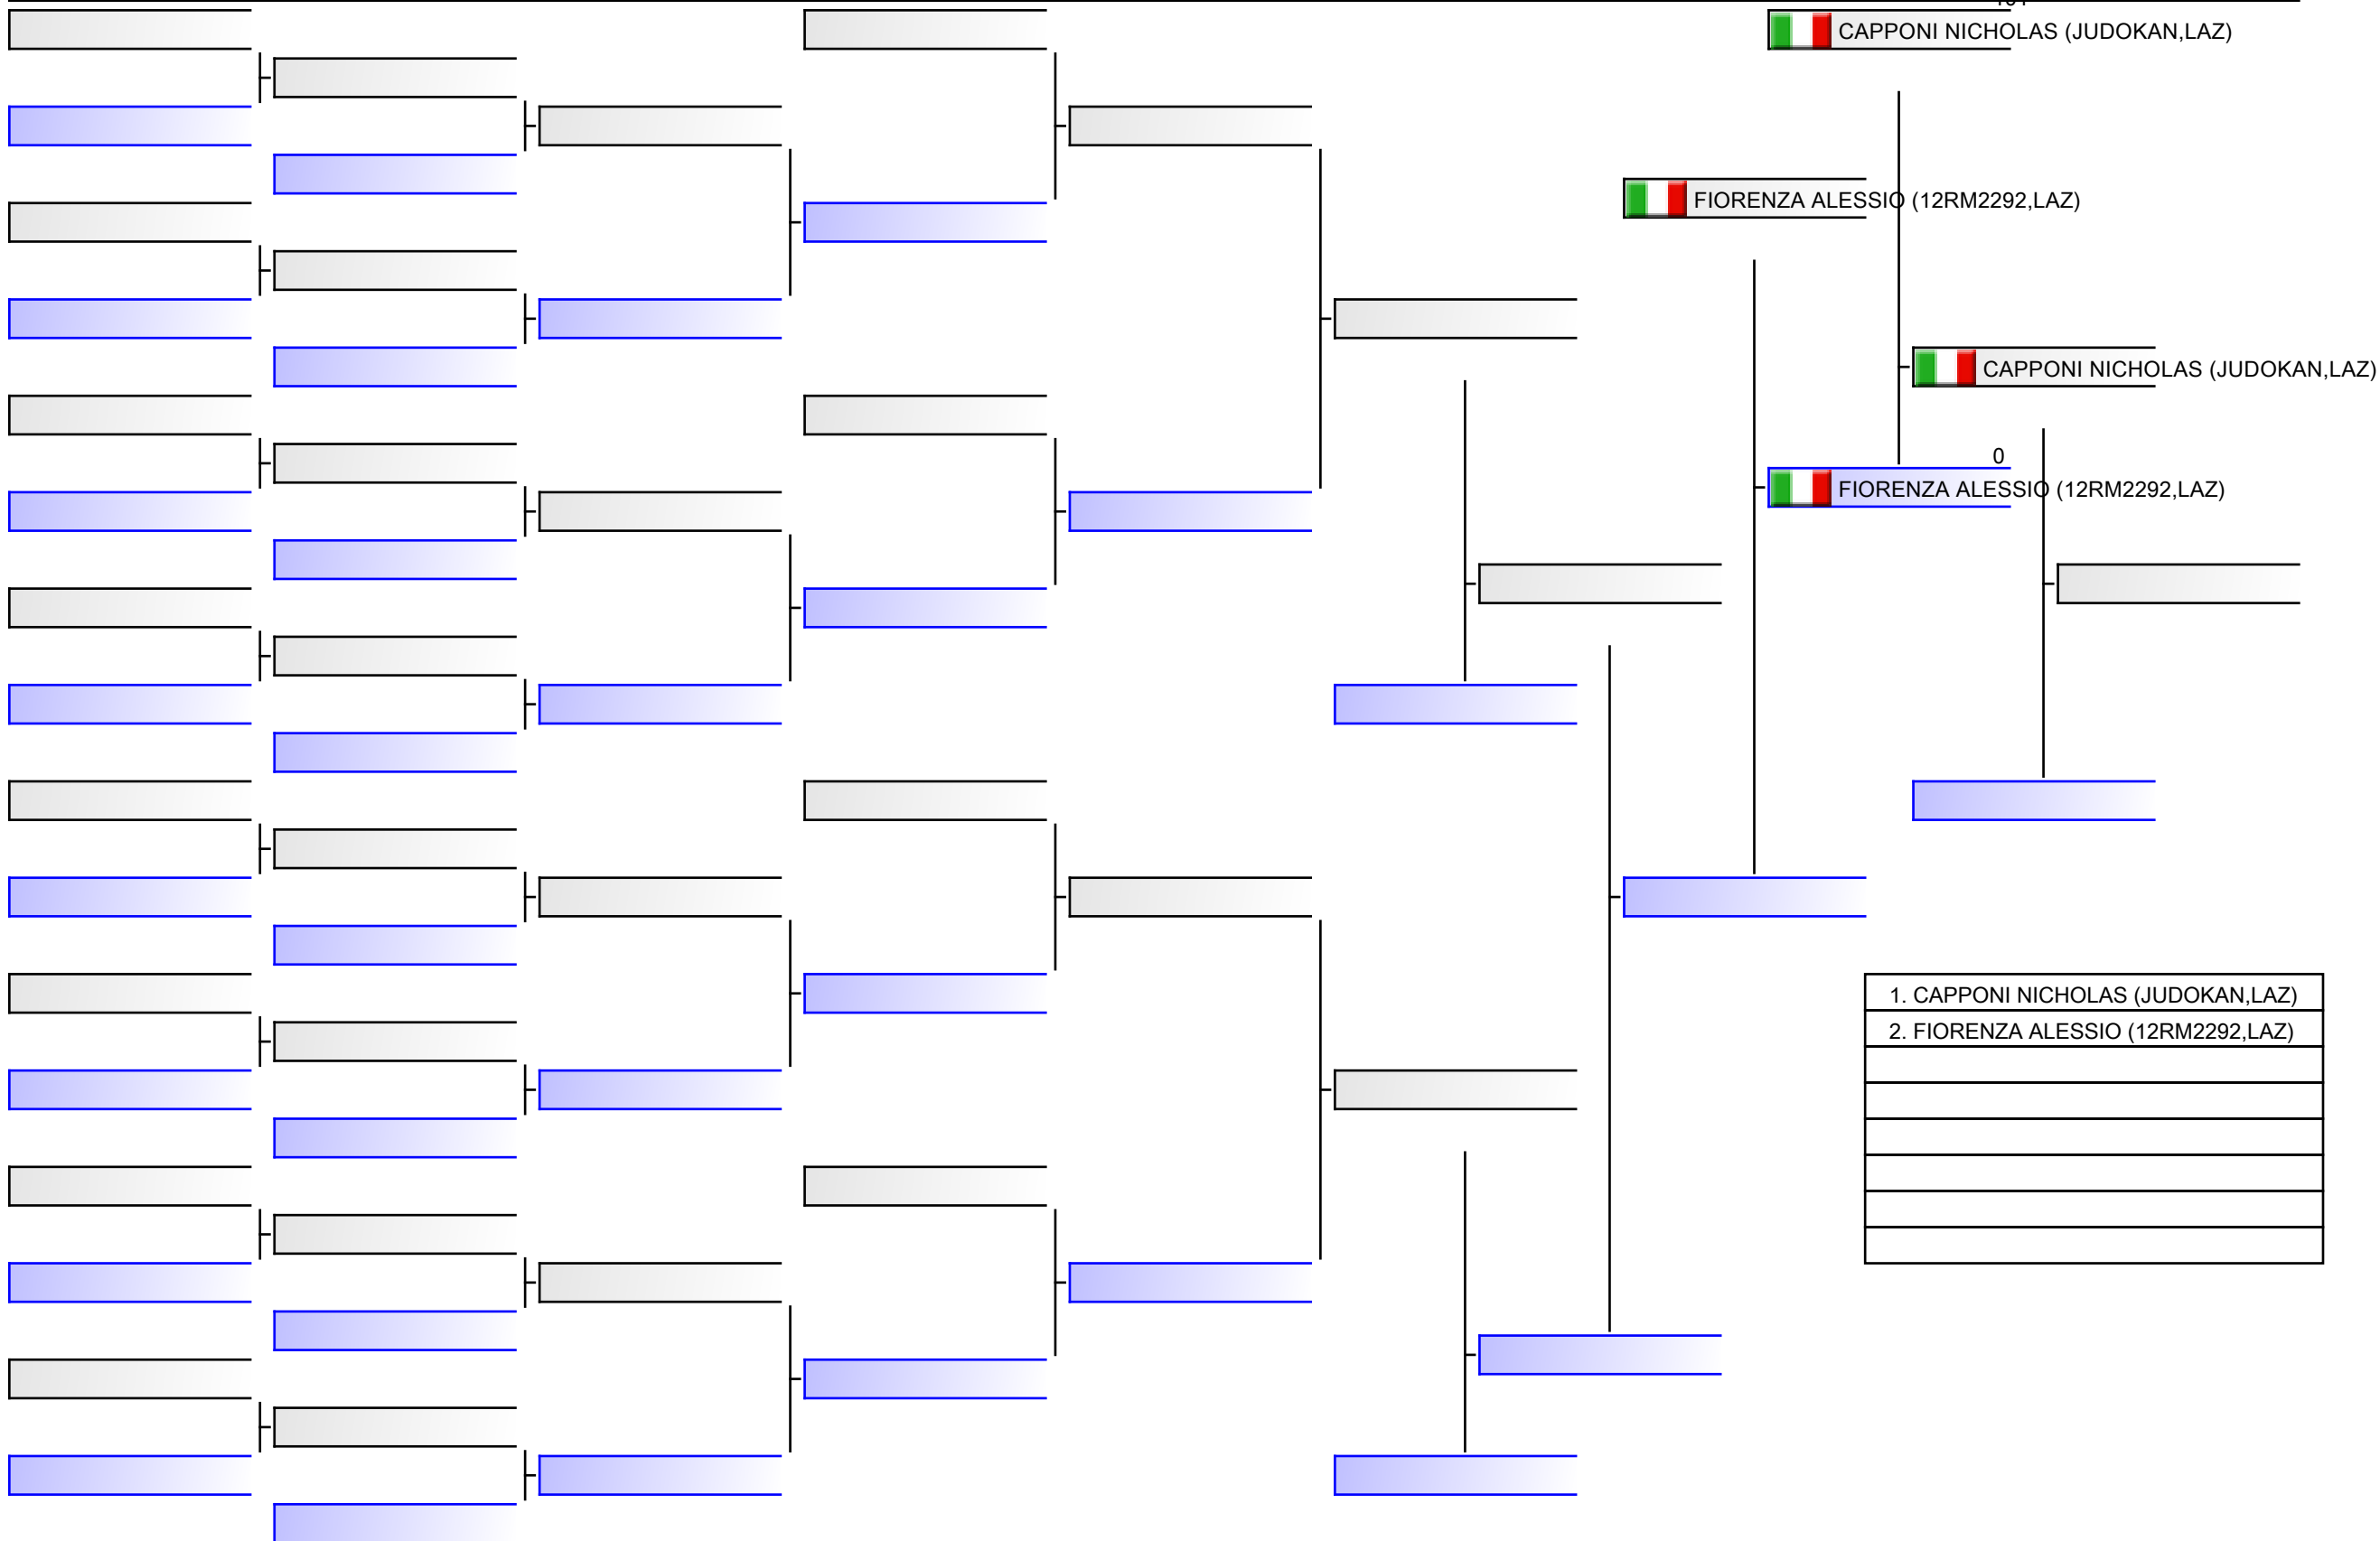 CAPPONI NICHOLAS (JUDOKAN,LAZ)
FIORENZA ALESSIO (12RM2292,LAZ)
CAPPONI NICHOLAS (JUDOKAN,LAZ)
0
FIORENZA ALESSIO (12RM2292,LAZ)
1. CAPPONI NICHOLAS (JUDOKAN,LAZ)
2. FIORENZA ALESSIO (12RM2292,LAZ)